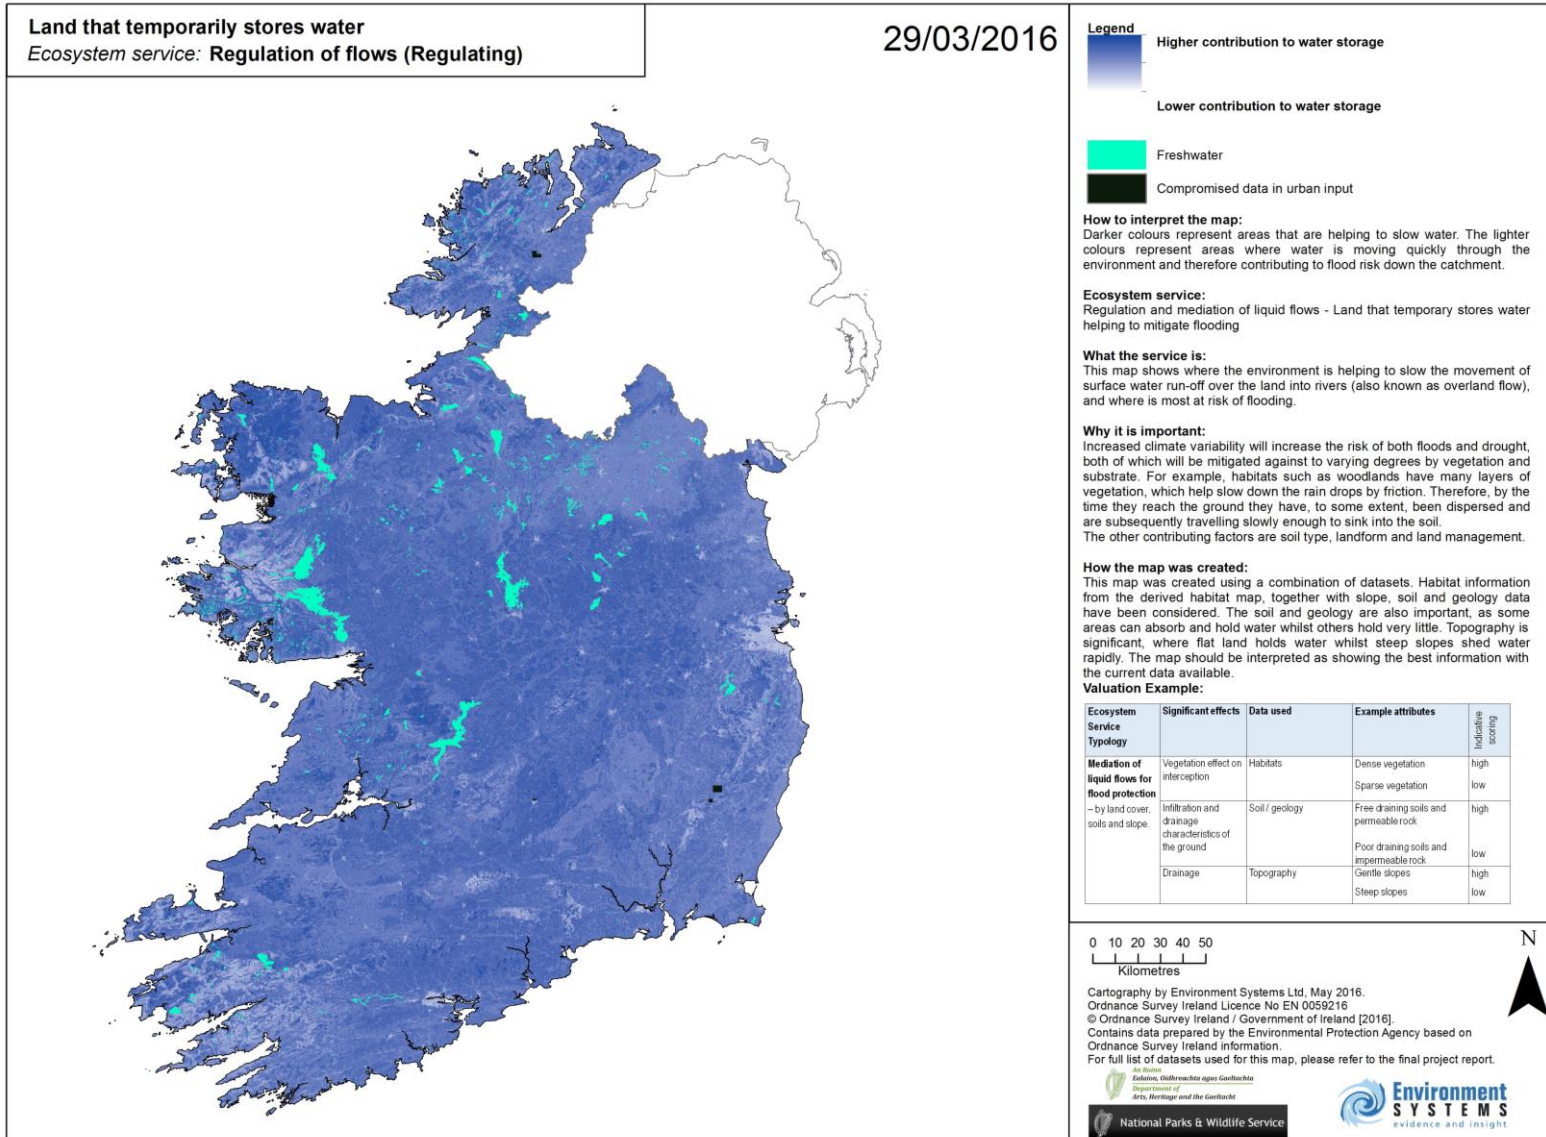 Land that temporarily stores water
Ecosystem service: Regulation of flows (Regulating)
29/03/2016
Legend
Higher contribution to water storage
Lower contribution to water storage
Freshwater
Compromised data in urban input
How to interpret the map:
Darker colours represent areas that are helping to slow water. The lighter
colours represent areas where water is moving quickly through the
environment and therefore contributing to flood risk down the catchment.
Ecosystem service:
Regulation and mediation of liquid flows - Land that temporary stores water
helping to mitigate flooding
What the service is:
This map shows where the environment is helping to slow the movement of
surface water run-off over the land into rivers (also known as overland flow),
and where is most at risk of flooding.
Why it is important:
Increased climate variability will increase the risk of both floods and drought,
both of which will be mitigated against to varying degrees by vegetation and
substrate. For example, habitats such as woodlands have many layers of
vegetation, which help slow down the rain drops by friction. Therefore, by the
time they reach the ground they have, to some extent, been dispersed and
are subsequently travelling slowly enough to sink into the soil.
The other contributing factors are soil type, landform and land management.
How the map was created:
This map was created using a combination of datasets. Habitat information
from the derived habitat map, together with slope, soil and geology data
have been considered. The soil and geology are also important, as some
areas can absorb and hold water whilst others hold very little. Topography is
significant, where flat land holds water whilst steep slopes shed water
rapidly. The map should be interpreted as showing the best information with
the current data available.
Valuation Example:
Ecosystem
Service
Typology
Significant effects
Data used
Example attributes
Indicative
scoring
Mediation of
liquid flows for
flood protection
– by land cover,
soils and slope.
Vegetation effect on
interception
Habitats
Dense vegetation
high
Sparse vegetation
low
Infiltration and
drainage
characteristics of
the ground
Soil / geology
Free draining soils and
permeable rock
high
Poor draining soils and
impermeable rock
low
Drainage
Topography
Gentle slopes
high
Steep slopes
low
0 10 20 30 40 50
Kilometres
N
Cartography by Environment Systems Ltd, May 2016.
Ordnance Survey Ireland Licence No EN 0059216
© Ordnance Survey Ireland / Government of Ireland [2016].
Contains data prepared by the Environmental Protection Agency based on
Ordnance Survey Ireland information.
For full list of datasets used for this map, please refer to the final project report.
An Roinn
Ealaíon, Oidhreachta agus Gaeltachta
Department of
Arts, Heritage and the Gaeltacht
National Parks & Wildlife Service
Environment
SYSTEMS
evidence and insight